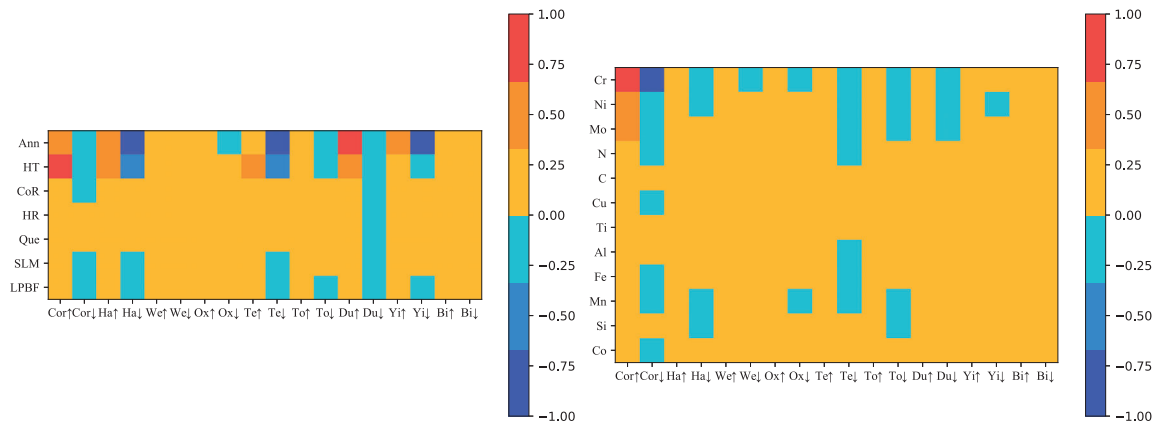 Ann
HT
CoR
HR
Que
SLM
LPBF
Cor↑ Cor↓ Ha↑ Ha↓ We↑ We↓ Ox↑ Ox↓ Te↑ Te↓ To↑ To↓ Du↑ Du↓ Yi↑ Yi↓ Bi↑ Bi↓
1.00
0.75
0.50
0.25
0.00
−0.25
−0.50
−0.75
−1.00
Cr
Ni
Mo
N
C
Cu
Ti
Al
Fe
Mn
Si
Co
Cor↑ Cor↓ Ha↑ Ha↓ We↑ We↓ Ox↑ Ox↓ Te↑ Te↓ To↑ To↓ Du↑ Du↓ Yi↑ Yi↓ Bi↑ Bi↓
1.00
0.75
0.50
0.25
0.00
−0.25
−0.50
−0.75
−1.00